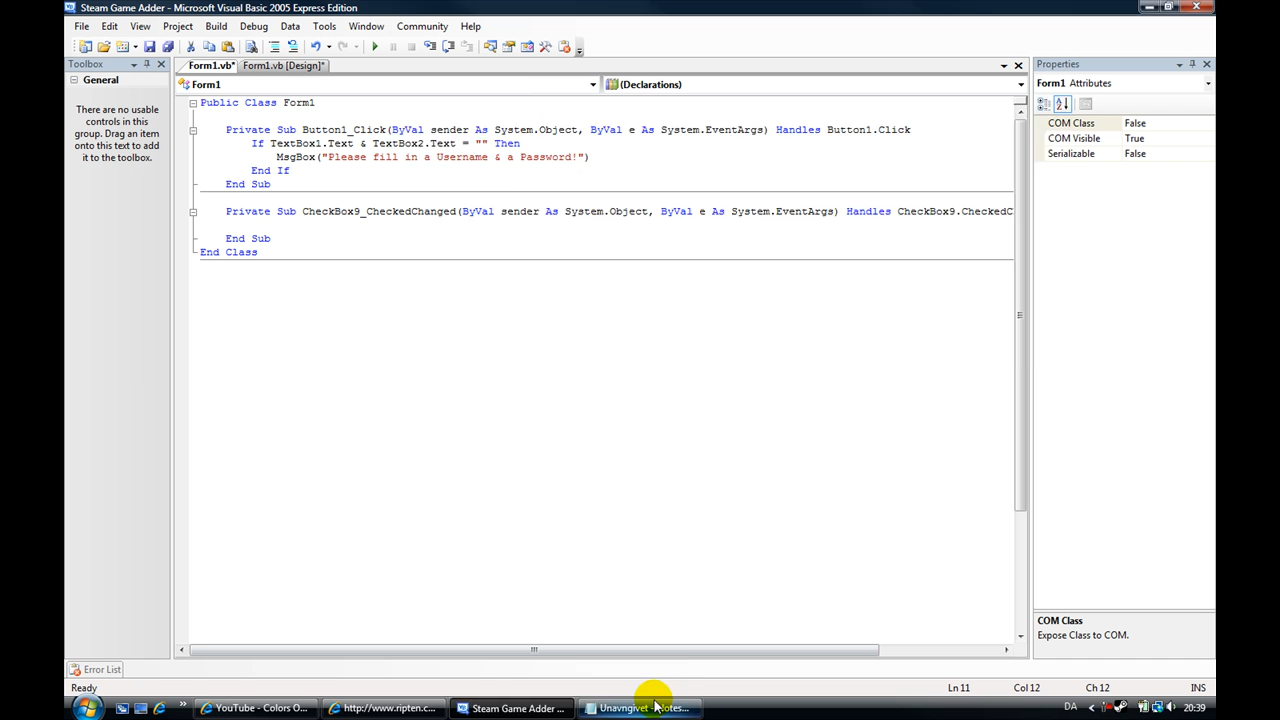 Steam Game Adder - Microsoft Visual Basic 2005 Express Edition
File Edit View Project Build Debug Data Tools Window Community Help
Toolbox
General
There are no usable
controls in this
group. Drag an item
onto this text to add
it to the toolbox.
Form1.vb* Form1.vb [Design]*
Form1 (Declarations)
Public Class Form1
Private Sub Button1_Click(ByVal sender As System.Object, ByVal e As System.EventArgs) Handles Button1.Click
If TextBox1.Text & TextBox2.Text = "" Then
MsgBox("Please fill in a Username & a Password!")
End If
End Sub
Private Sub CheckBox9_CheckedChanged(ByVal sender As System.Object, ByVal e As System.EventArgs) Handles CheckBox9.CheckedC
End Sub
End Class
Properties
Form1 Attributes
COM Class False
COM Visible True
Serializable False
COM Class
Expose Class to COM.
Error List
Ready Ln 11 Col 12 Ch 12 INS
YouTube - Colors O... http://www.ripten.c... Steam Game Adder ... Unavngivet - Notes... DA 20:39